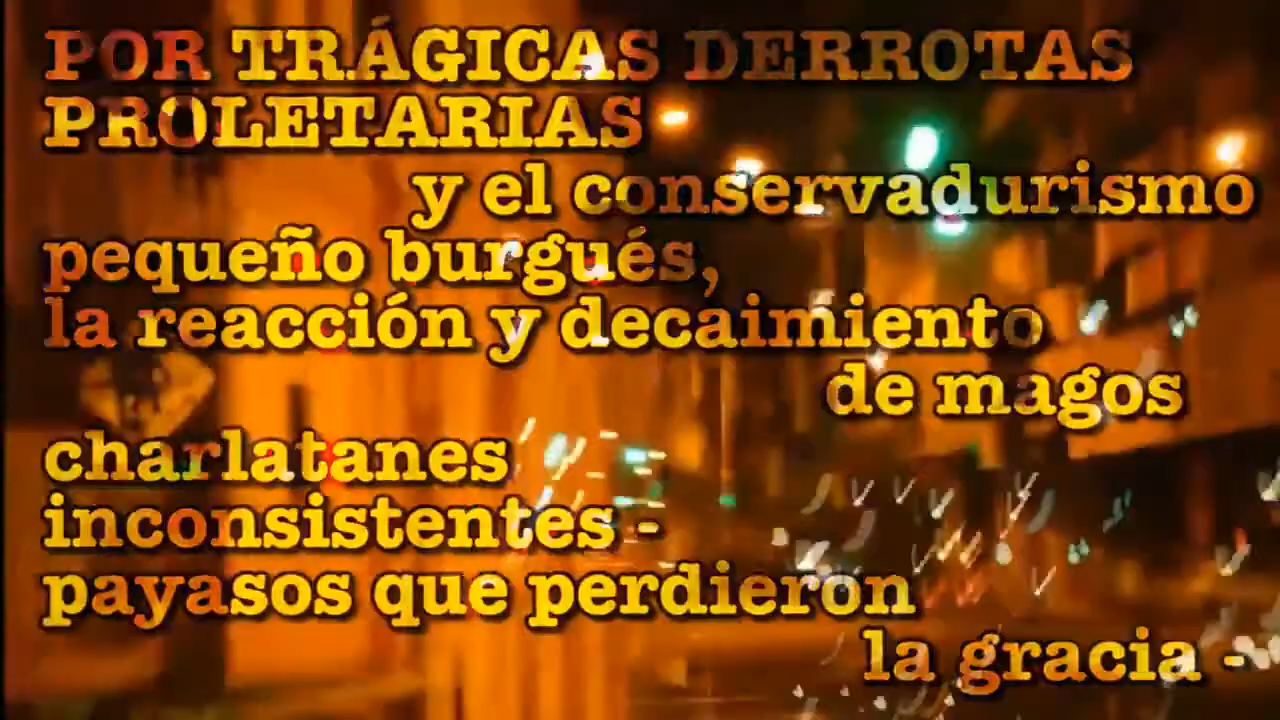 POR TRÁGICAS DERROTAS
PROLETARIAS
y el conservadurismo
pequeño burgués,
la reacción y decaimiento
de magos
charlatanes
inconsistentes -
payasos que perdieron
la gracia -